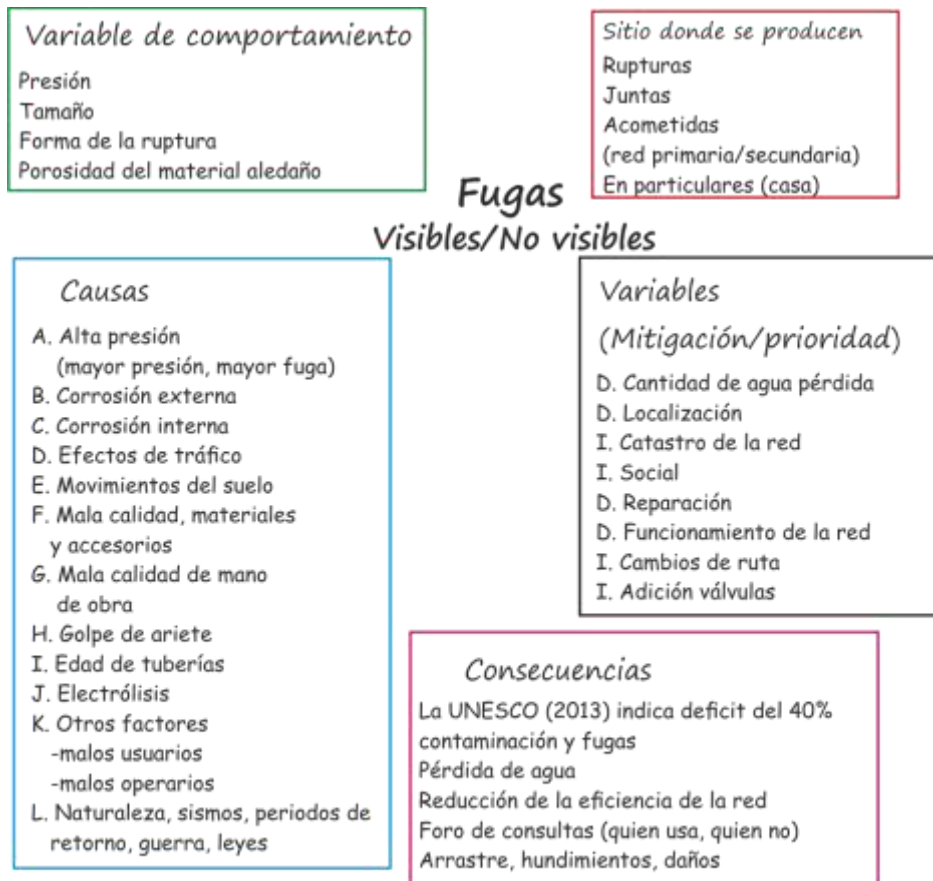 Variable de comportamiento
Presión
Tamaño
Forma de la ruptura
Porosidad del material aledaño
Sitio donde se producen
Rupturas
Juntas
Acometidas
(red primaria/secundaria)
En particulares (casa)
Fugas
Visibles/No visibles
Causas
A. Alta presión
(mayor presión, mayor fuga)
B. Corrosión externa
C. Corrosión interna
D. Efectos de tráfico
E. Movimientos del suelo
F. Mala calidad, materiales
y accesorios
G. Mala calidad de mano
de obra
H. Golpe de ariete
I. Edad de tuberías
J. Electrólisis
K. Otros factores
-malos usuarios
-malos operarios
L. Naturaleza, sismos, periodos de
retorno, guerra, leyes
Variables
(Mitigación/prioridad)
D. Cantidad de agua pérdida
D. Localización
I. Catastro de la red
I. Social
D. Reparación
D. Funcionamiento de la red
I. Cambios de ruta
I. Adición válvulas
Consecuencias
La UNESCO (2013) indica deficit del 40%
contaminación y fugas
Pérdida de agua
Reducción de la eficiencia de la red
Foro de consultas (quien usa, quien no)
Arrastre, hundimientos, daños